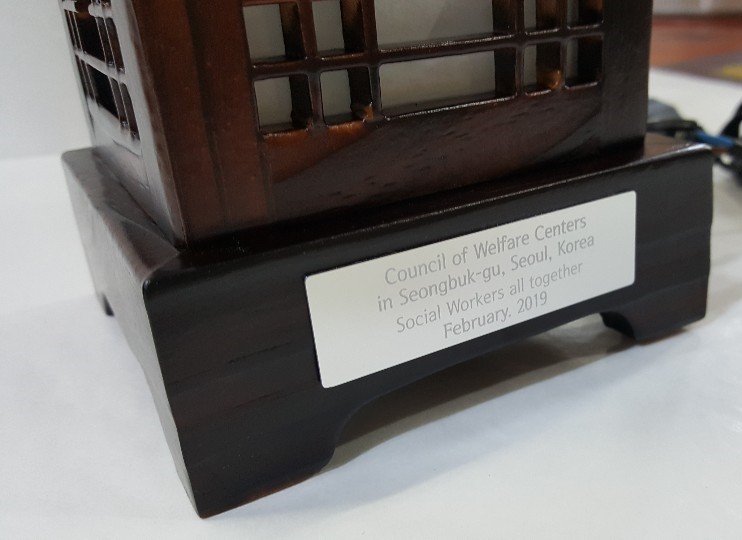 Council of Welfare Centers
in Seongbuk-gu, Seoul, Korea
Social Workers all together
February. 2019